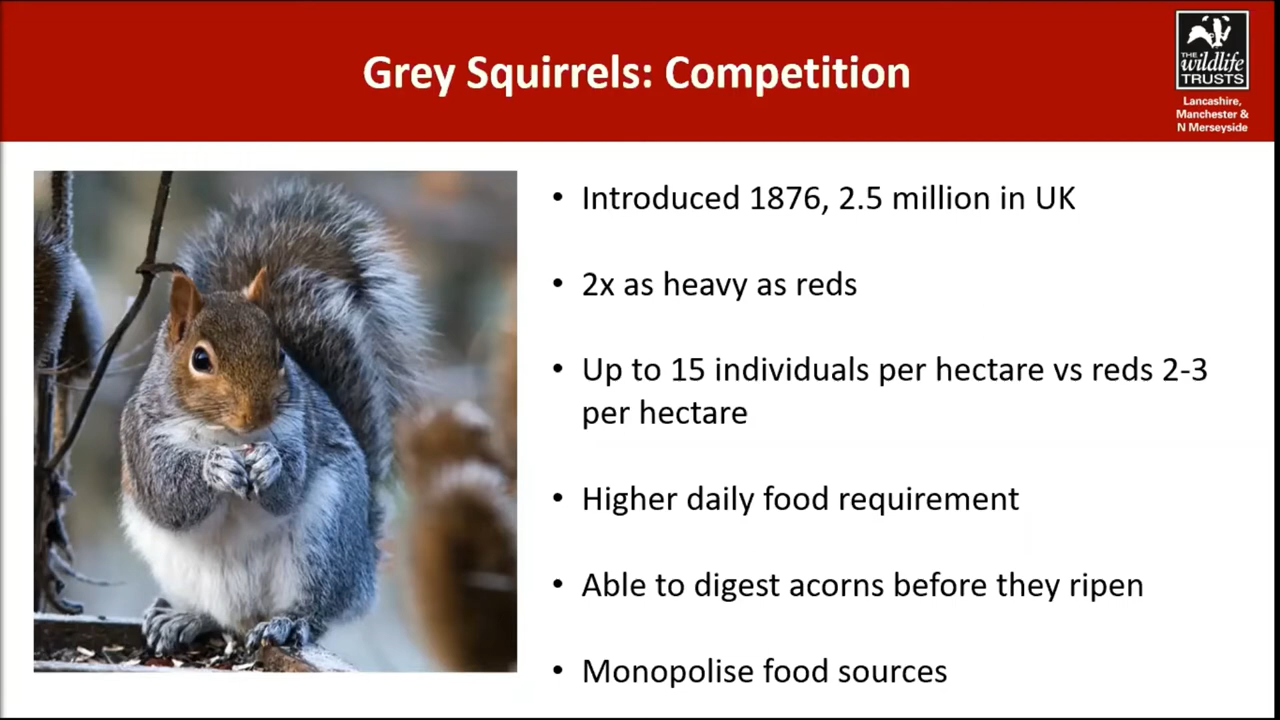 Grey Squirrels: Competition
THE
wildlife
TRUSTS
Lancashire,
Manchester &
N Merseyside
• Introduced 1876, 2.5 million in UK
• 2x as heavy as reds
• Up to 15 individuals per hectare vs reds 2-3
per hectare
• Higher daily food requirement
• Able to digest acorns before they ripen
• Monopolise food sources